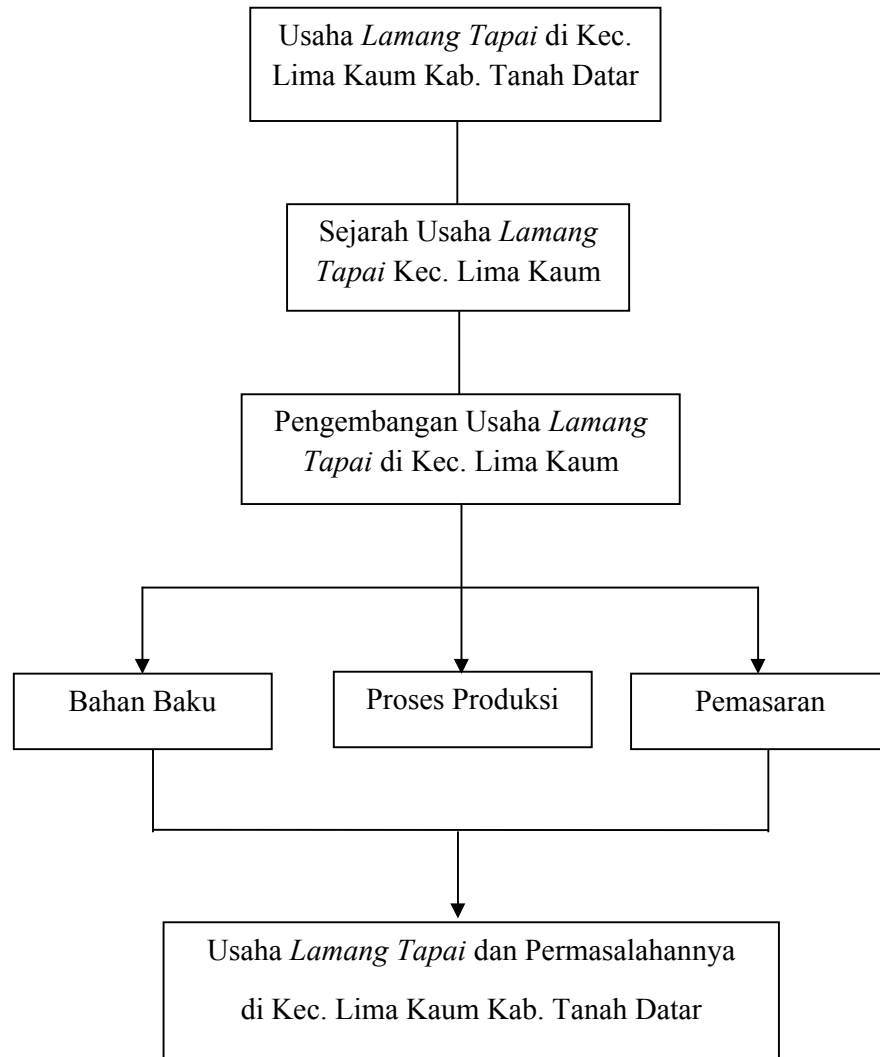 Usaha Lamang Tapai di Kec.
Lima Kaum Kab. Tanah Datar
Sejarah Usaha Lamang
Tapai Kec. Lima Kaum
Pengembangan Usaha Lamang
Tapai di Kec. Lima Kaum
Bahan Baku
Proses Produksi
Pemasaran
Usaha Lamang Tapai dan Permasalahannya
di Kec. Lima Kaum Kab. Tanah Datar